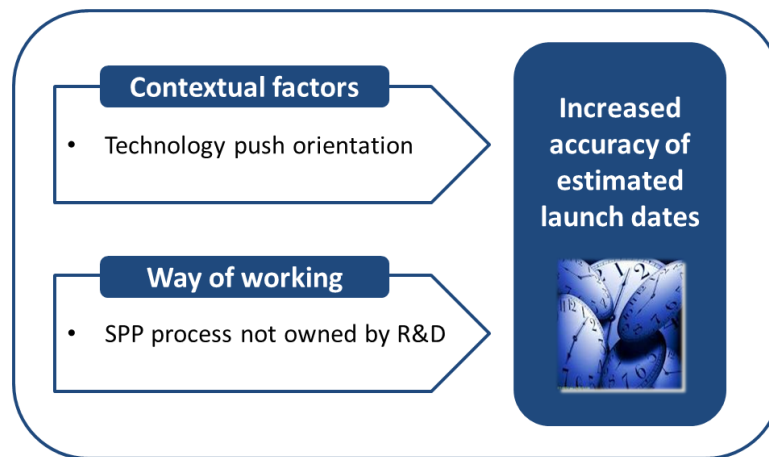 Contextual factors
• Technology push orientation
Way of working
• SPP process not owned by R&D
Increased
accuracy of
estimated
launch dates